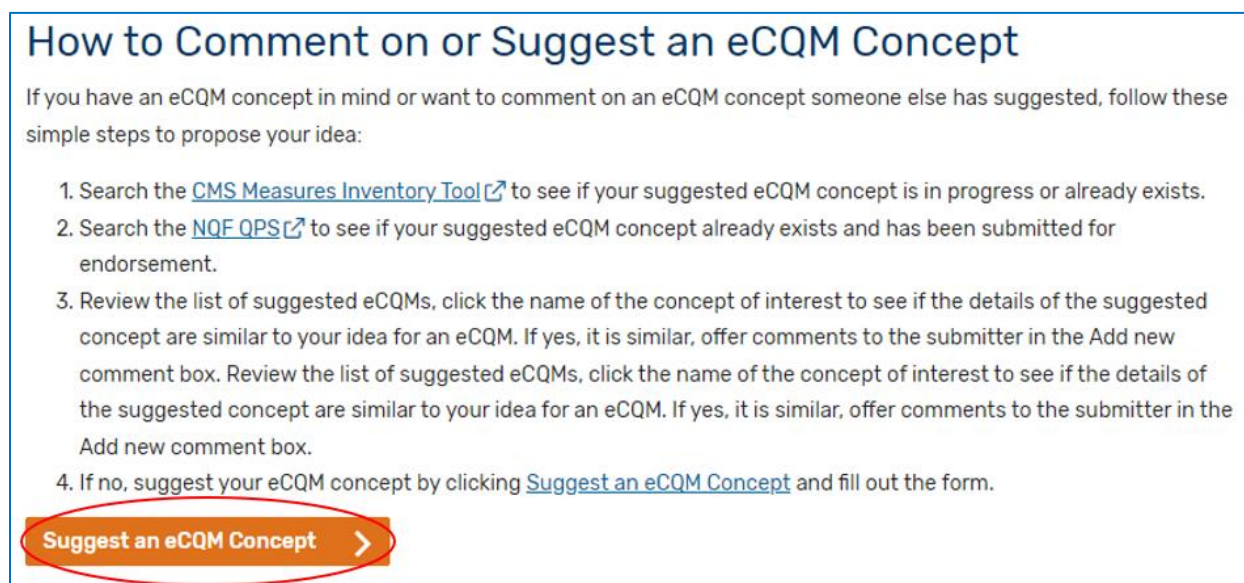 How to Comment on or Suggest an eCQM Concept
If you have an eCQM concept in mind or want to comment on an eCQM concept someone else has suggested, follow these
simple steps to propose your idea:
1. Search the CMS Measures Inventory Tool to see if your suggested eCQM concept is in progress or already exists.
2. Search the NQF QPS to see if your suggested eCQM concept already exists and has been submitted for
endorsement.
3. Review the list of suggested eCQMs, click the name of the concept of interest to see if the details of the suggested
concept are similar to your idea for an eCQM. If yes, it is similar, offer comments to the submitter in the Add new
comment box. Review the list of suggested eCQMs, click the name of the concept of interest to see if the details of
the suggested concept are similar to your idea for an eCQM. If yes, it is similar, offer comments to the submitter in the
Add new comment box.
4. If no, suggest your eCQM concept by clicking Suggest an eCQM Concept and fill out the form.
Suggest an eCQM Concept